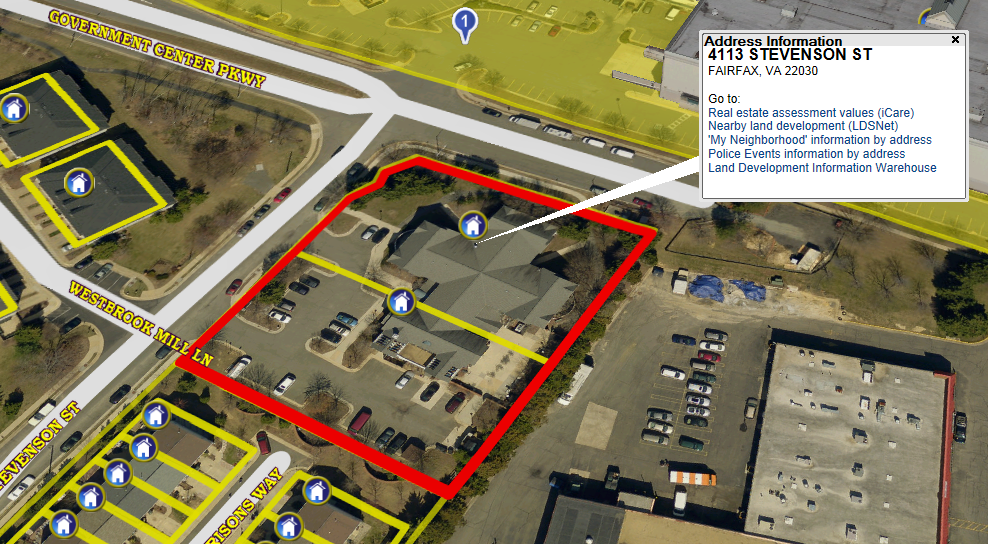 GOVERNMENT CENTER PKWY
1
Address Information
4113 STEVENSON ST
FAIRFAX, VA 22030
Go to:
Real estate assessment values (iCare)
Nearby land development (LDSNet)
'My Neighborhood' information by address
Police Events information by address
Land Development Information Warehouse
WESTBROOK MILL LN
TEVENSON ST
RISONS WAY